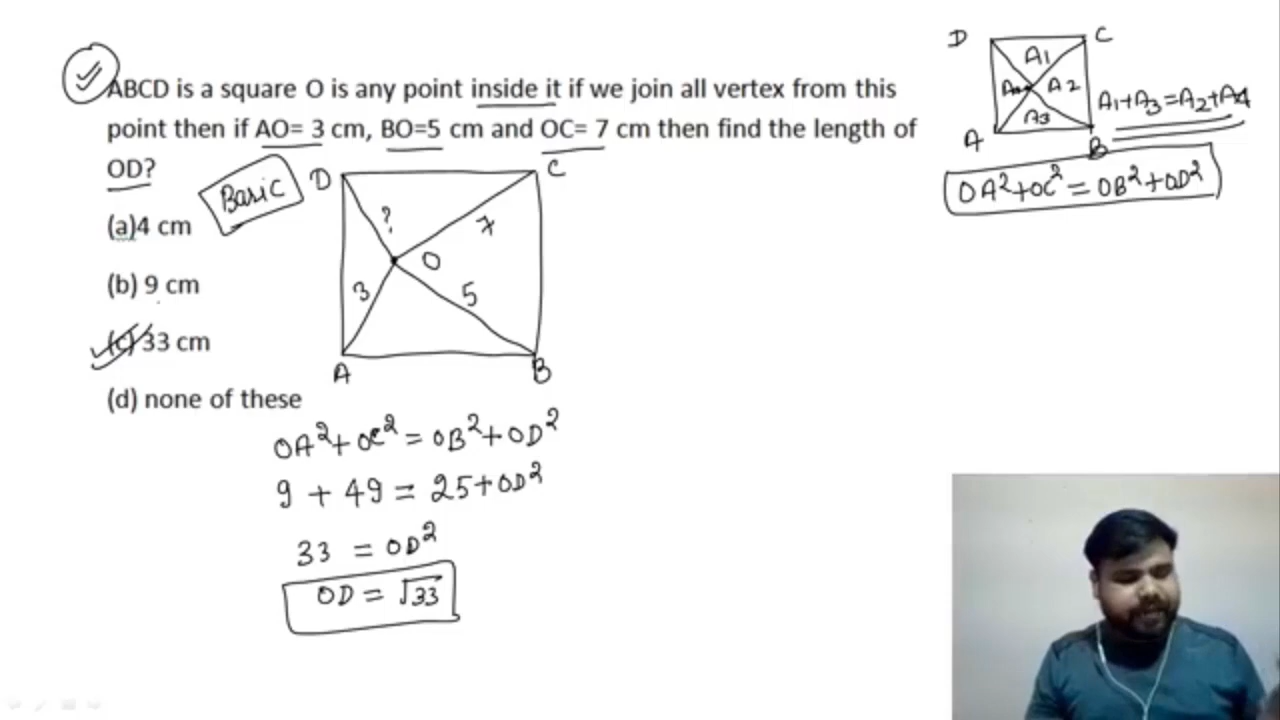 ABCD is a square O is any point inside it if we join all vertex from this
point then if AO= 3 cm, BO=5 cm and OC= 7 cm then find the length of
OD?
Basic
(a)4 cm
(b) 9 cm
(c) 33 cm
(d) none of these
D C
?
7
O
3
5
A B
OA²+OC² = OB²+OD²
9 + 49 = 25+OD²
33 = OD²
OD = √33
D C
A1
A2
A3
A B
A1+A3=A2+A4
OA²+OC² = OB²+OD²